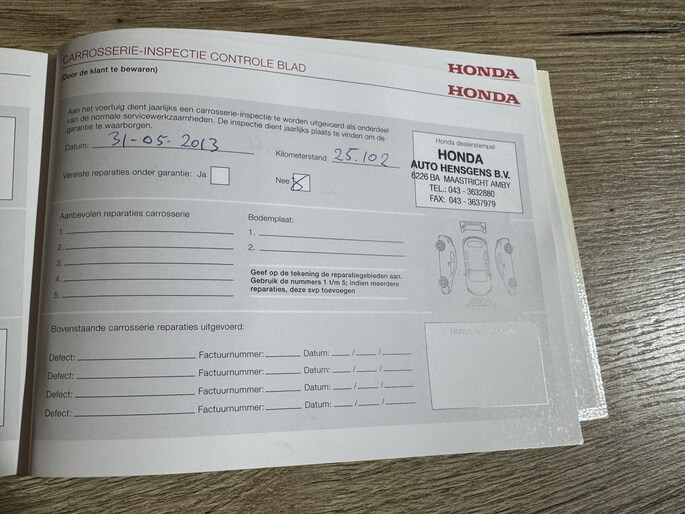 CARROSSERIE-INSPECTIE CONTROLE BLAD
(Door de klant te bewaren)
HONDA
HONDA
Aan het voertuig dient jaarlijks een carrosserie-inspectie te worden uitgevoerd als onderdeel
van de normale servicewerkzaamheden. De inspectie dient jaarlijks plaats te vinden om de
garantie te waarborgen.
Datum: 31-05-2013
Kilometerstand 25.102
Vereiste reparaties onder garantie: Ja
Nee X
Honda dealerstempel
HONDA
AUTO HENSGENS B.V.
6226 BA MAASTRICHT AMBY
TEL.: 043 - 3632880
FAX: 043 - 3637979
Aanbevolen reparaties carrosserie
1.
2.
3.
4.
5.
Bodemplaat:
1.
2.
Geef op de tekening de reparatiegebieden aan.
Gebruik de nummers 1 t/m 5; indien meerdere
reparaties, deze svp toevoegen
Bovenstaande carrosserie reparaties uitgevoerd:
Defect: Factuurnummer: Datum: / /
Defect: Factuurnummer: Datum: / /
Defect: Factuurnummer: Datum: / /
Defect: Factuurnummer: Datum: / /
Honda